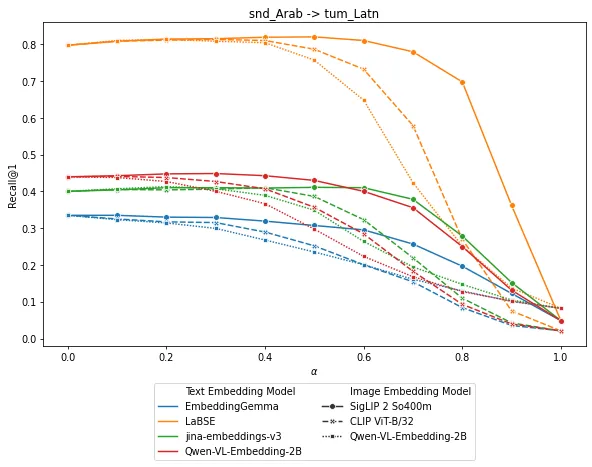 snd_Arab -> tum_Latn
Recall@1
0.8
0.7
0.6
0.5
0.4
0.3
0.2
0.1
0.0
0.0 0.2 0.4 0.6 0.8 1.0
α
Text Embedding Model Image Embedding Model
EmbeddingGemma SigLIP 2 So400m
LaBSE CLIP ViT-B/32
jina-embeddings-v3 Qwen-VL-Embedding-2B
Qwen-VL-Embedding-2B